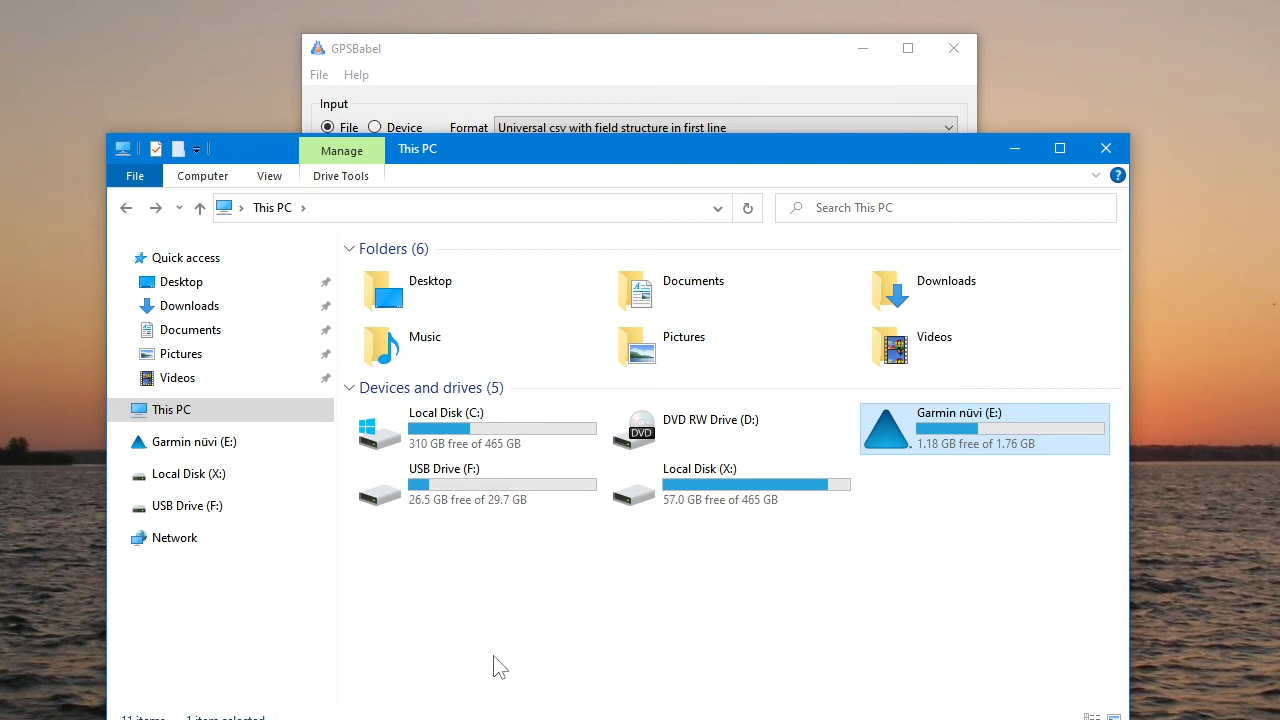 GPSBabel
File Help
Input
File Device Format Universal csv with field structure in first line
Manage This PC
File Computer View Drive Tools
This PC Search This PC
Quick access
Desktop
Downloads
Documents
Pictures
Videos
This PC
Garmin nüvi (E:)
Local Disk (X:)
USB Drive (F:)
Network
Folders (6)
Desktop Documents Downloads
Music Pictures Videos
Devices and drives (5)
Local Disk (C:)
310 GB free of 465 GB
DVD RW Drive (D:)
DVD
Garmin nüvi (E:)
1.18 GB free of 1.76 GB
USB Drive (F:)
26.5 GB free of 29.7 GB
Local Disk (X:)
57.0 GB free of 465 GB
11 items 1 item selected